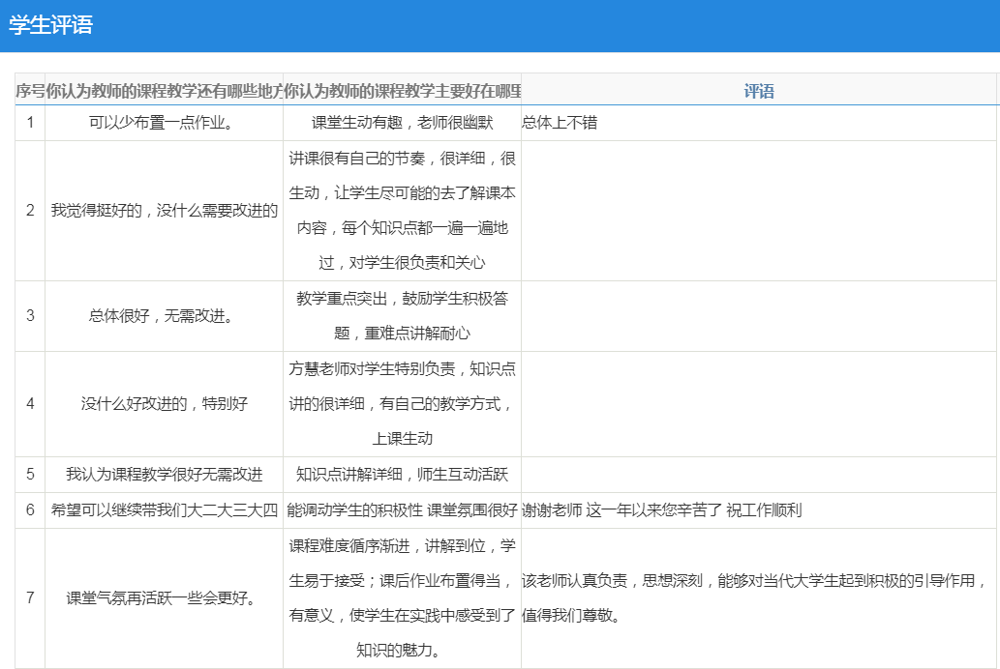 学生评语
序号 你认为教师的课程教学还有哪些地方 你认为教师的课程教学主要好在哪里 评语
1 可以少布置一点作业。 课堂生动有趣，老师很幽默 总体上不错
讲课很有自己的节奏，很详细，很
生动，让学生尽可能的去了解课本
2 我觉得挺好的，没什么需要改进的
内容，每个知识点都一遍一遍地
过，对学生很负责和关心
教学重点突出，鼓励学生积极答
3 总体很好，无需改进。
题，重难点讲解耐心
方慧老师对学生特别负责，知识点
4 没什么好改进的，特别好 讲的很详细，有自己的教学方式，
上课生动
5 我认为课程教学很好无需改进 知识点讲解详细，师生互动活跃
6 希望可以继续带我们大二大三大四 能调动学生的积极性 课堂氛围很好 谢谢老师 这一年以来您辛苦了 祝工作顺利
课程难度循序渐进，讲解到位，学
生易于接受；课后作业布置得当，
7 课堂气氛再活跃一些会更好。
有意义，使学生在实践中感受到了
知识的魅力。
该老师认真负责，思想深刻，能够对当代大学生起到积极的引导作用，
值得我们尊敬。